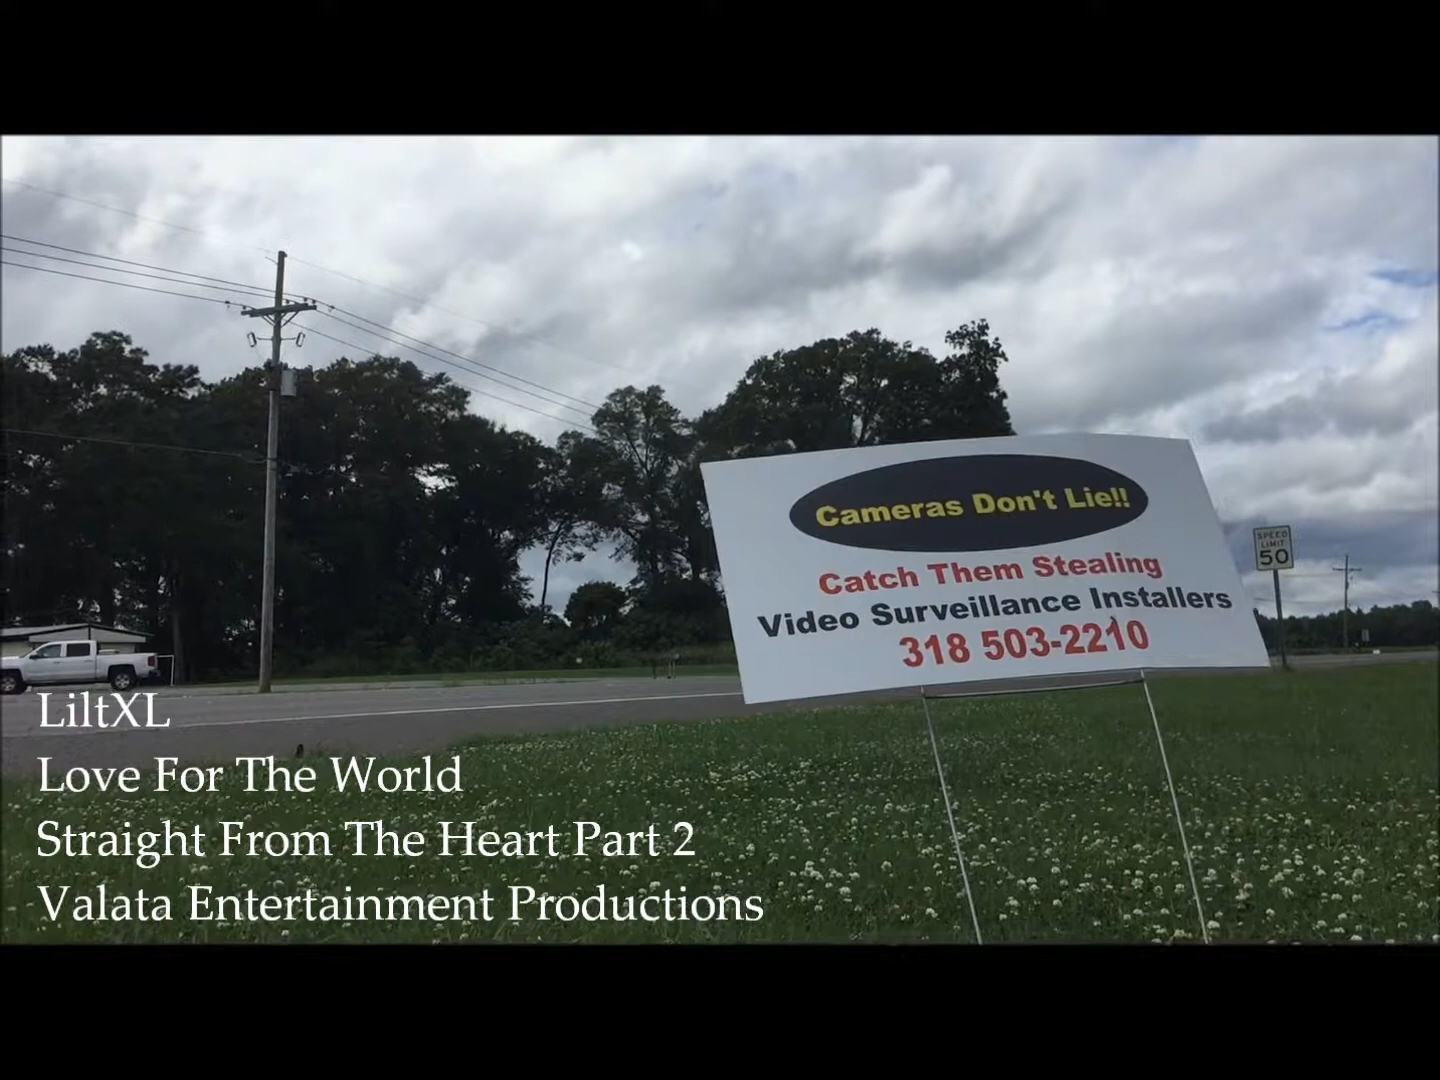 Cameras Don't Lie!!
Catch Them Stealing
Video Surveillance Installers
318 503-2210
SPEED
LIMIT
50
LiltXL
Love For The World
Straight From The Heart Part 2
Valata Entertainment Productions